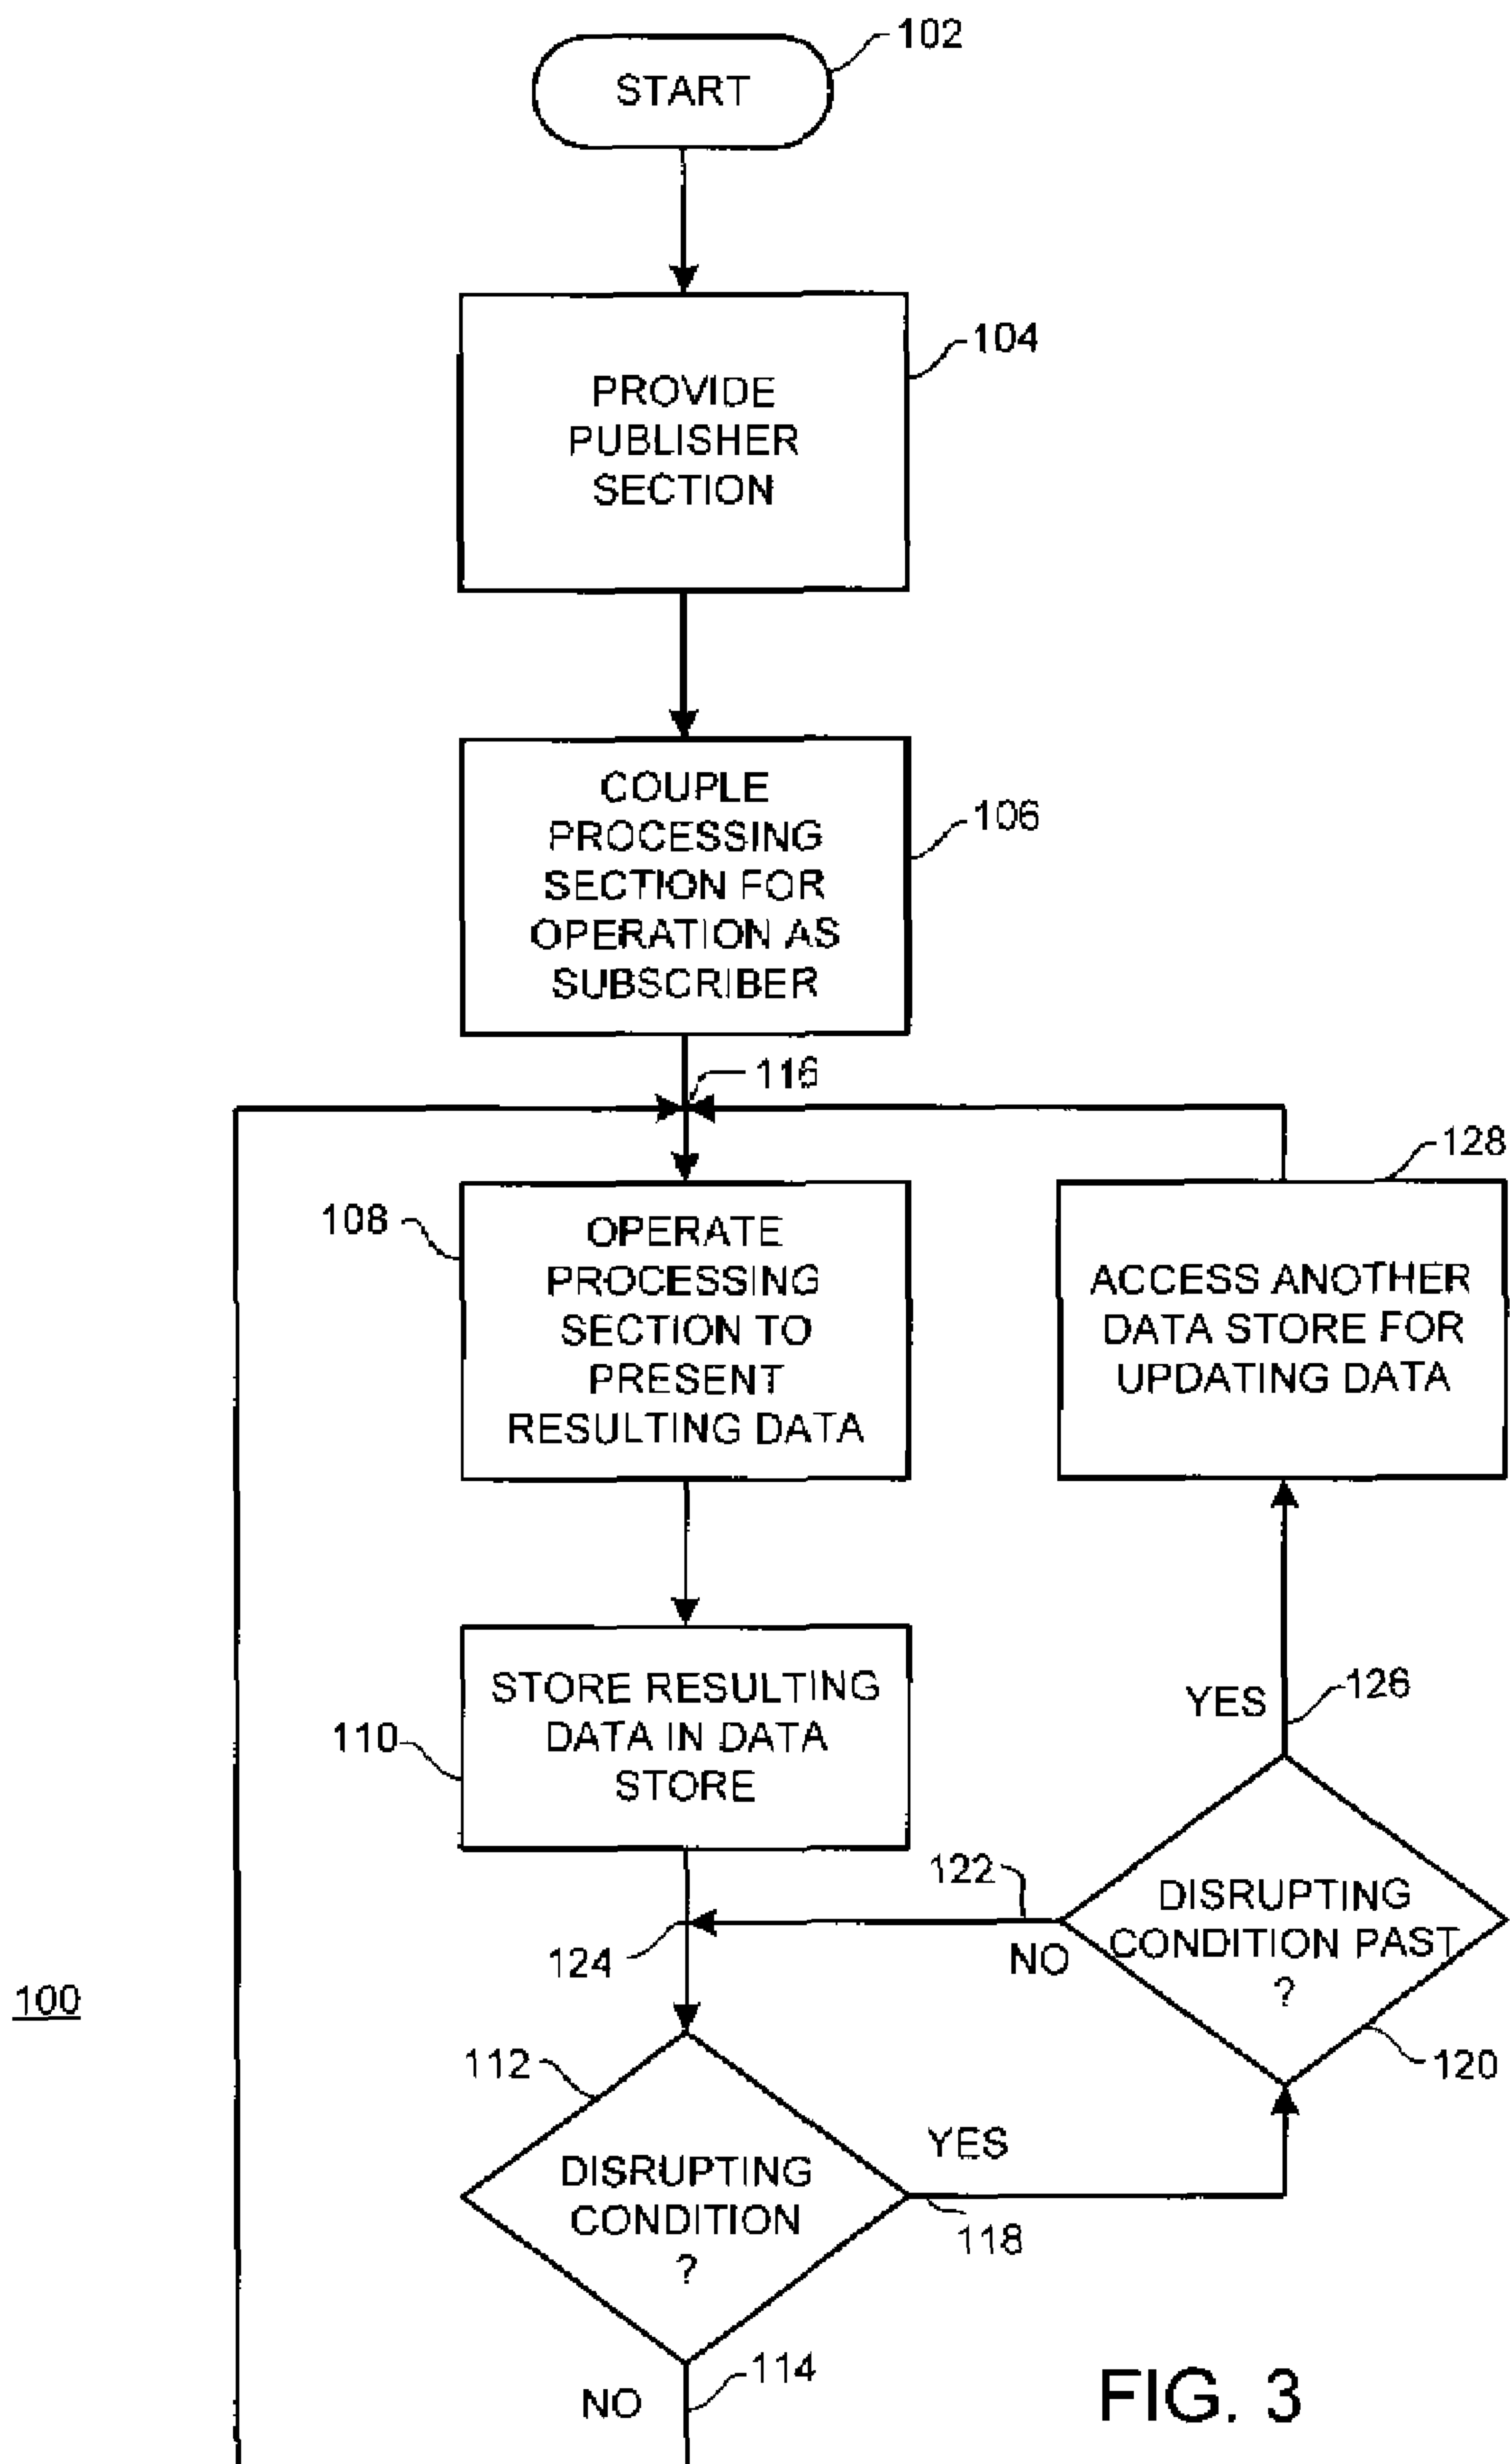 102
START
104
PROVIDE
PUBLISHER
SECTION
106
COUPLE
PROCESSING
SECTION FOR
OPERATION AS
SUBSCRIBER
116
128
108
OPERATE
PROCESSING
SECTION TO
PRESENT
RESULTING DATA
ACCESS ANOTHER
DATA STORE FOR
UPDATING DATA
110
STORE RESULTING
DATA IN DATA
STORE
YES
126
122
NO
124
DISRUPTING
CONDITION PAST
?
120
100
112
DISRUPTING
CONDITION
?
YES
118
NO
114
FIG. 3